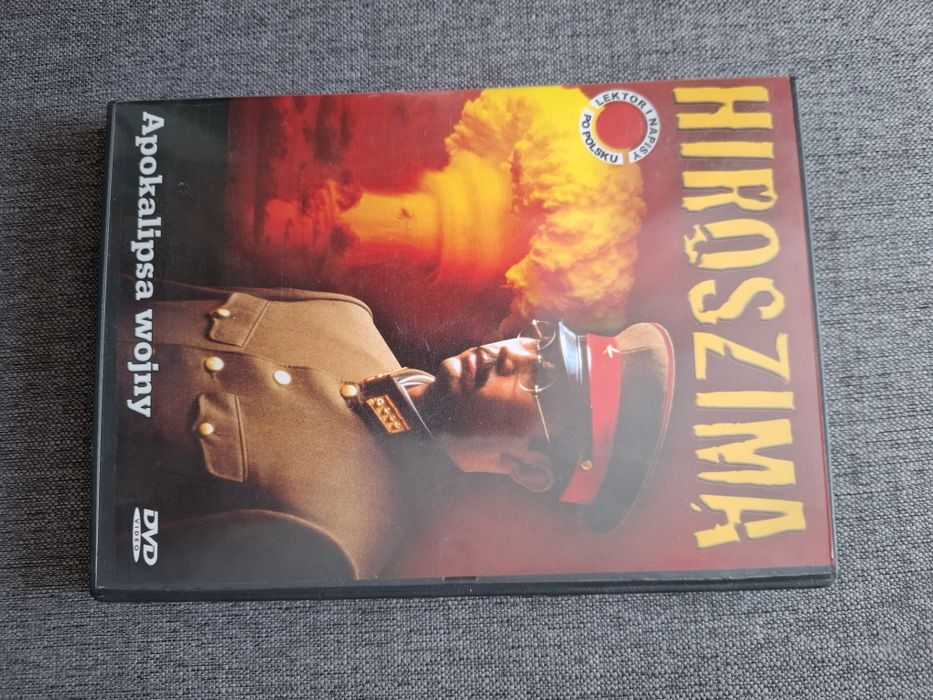 HIROSZIMA
LEKTOR I NAPISY
PO POLSKU
Apokalipsa wojny
DVD
VIDEO